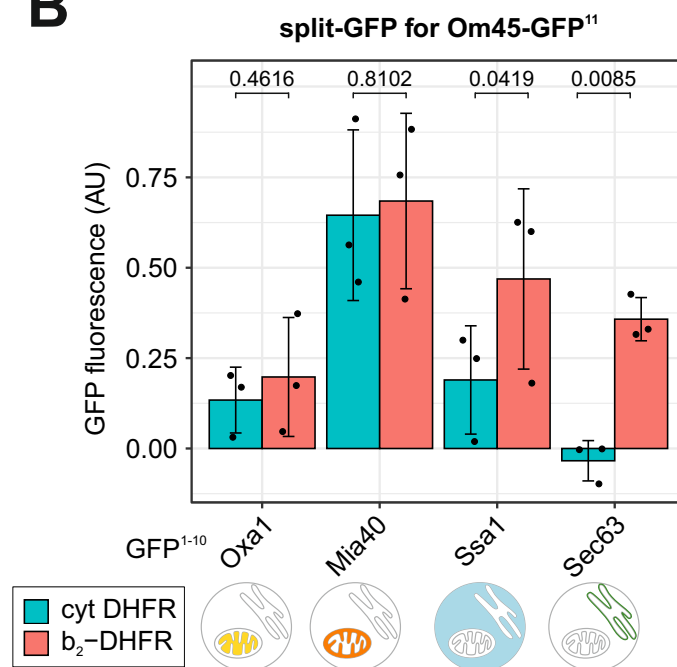 B
split-GFP for Om45-GFP¹¹
0.4616 0.8102 0.0419 0.0085
GFP fluorescence (AU)
0.75
0.50
0.25
0.00
GFP¹⁻¹⁰ Oxa1 Mia40 Ssa1 Sec63
cyt DHFR
b₂−DHFR